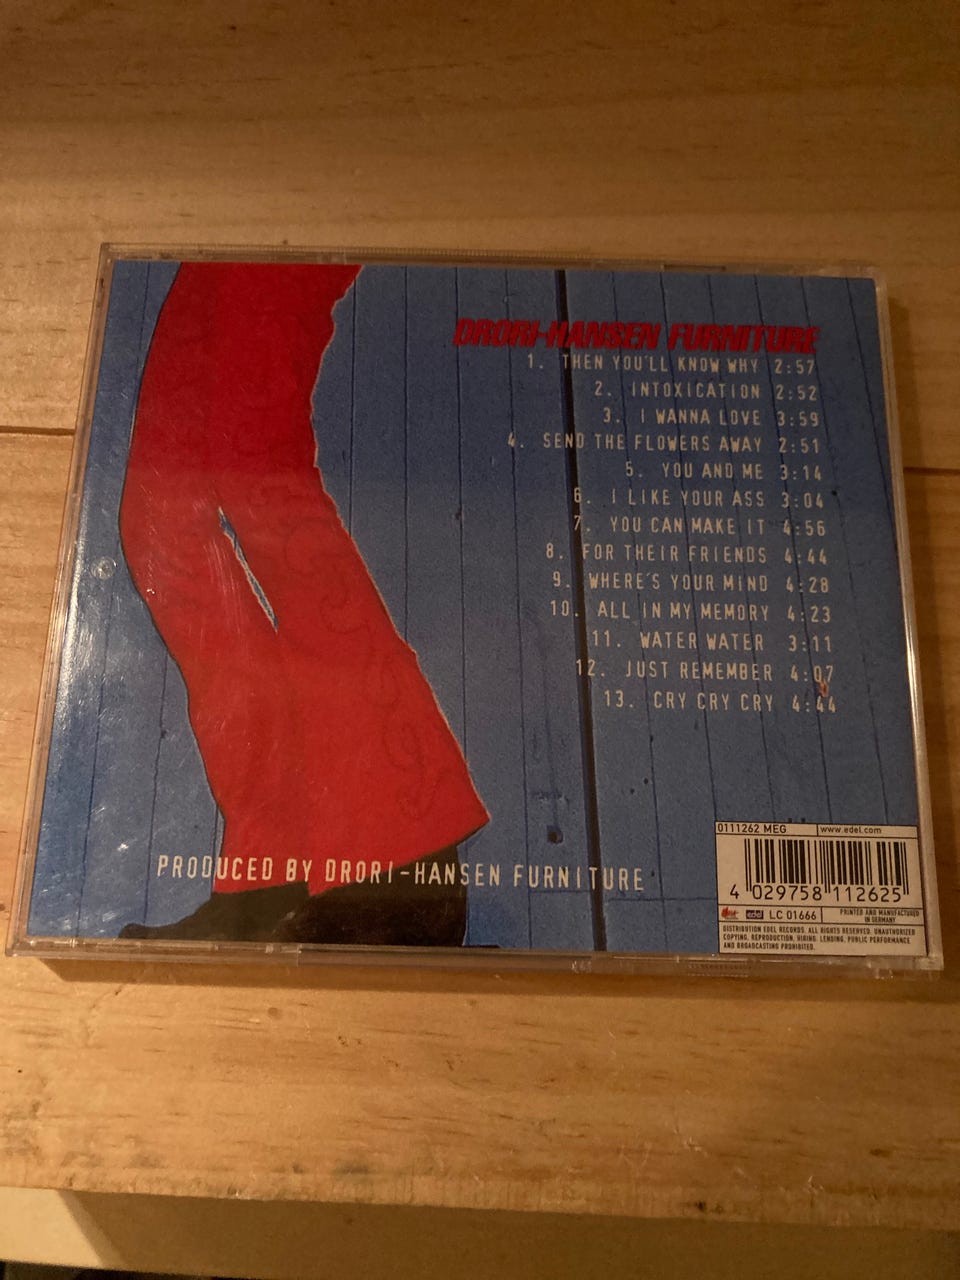 DRORI-HANSEN FURNITURE
1. THEN YOU'LL KNOW WHY 2:57
2. INTOXICATION 2:52
3. I WANNA LOVE 3:59
4. SEND THE FLOWERS AWAY 2:51
5. YOU AND ME 3:14
6. I LIKE YOUR ASS 3:04
7. YOU CAN MAKE IT 4:56
8. FOR THEIR FRIENDS 4:44
9. WHERE'S YOUR MIND 4:28
10. ALL IN MY MEMORY 4:23
11. WATER WATER 3:11
12. JUST REMEMBER 4:07
13. CRY CRY CRY 4:44
PRODUCED BY DRORI-HANSEN FURNITURE
0111262 MEG www.edel.com
4 029758 112625
edel LC 01666 PRINTED AND MANUFACTURED
IN GERMANY
DISTRIBUTION EDEL RECORDS. ALL RIGHTS RESERVED. UNAUTHORIZED
COPYING, REPRODUCTION, HIRING, LENDING, PUBLIC PERFORMANCE
AND BROADCASTING PROHIBITED.